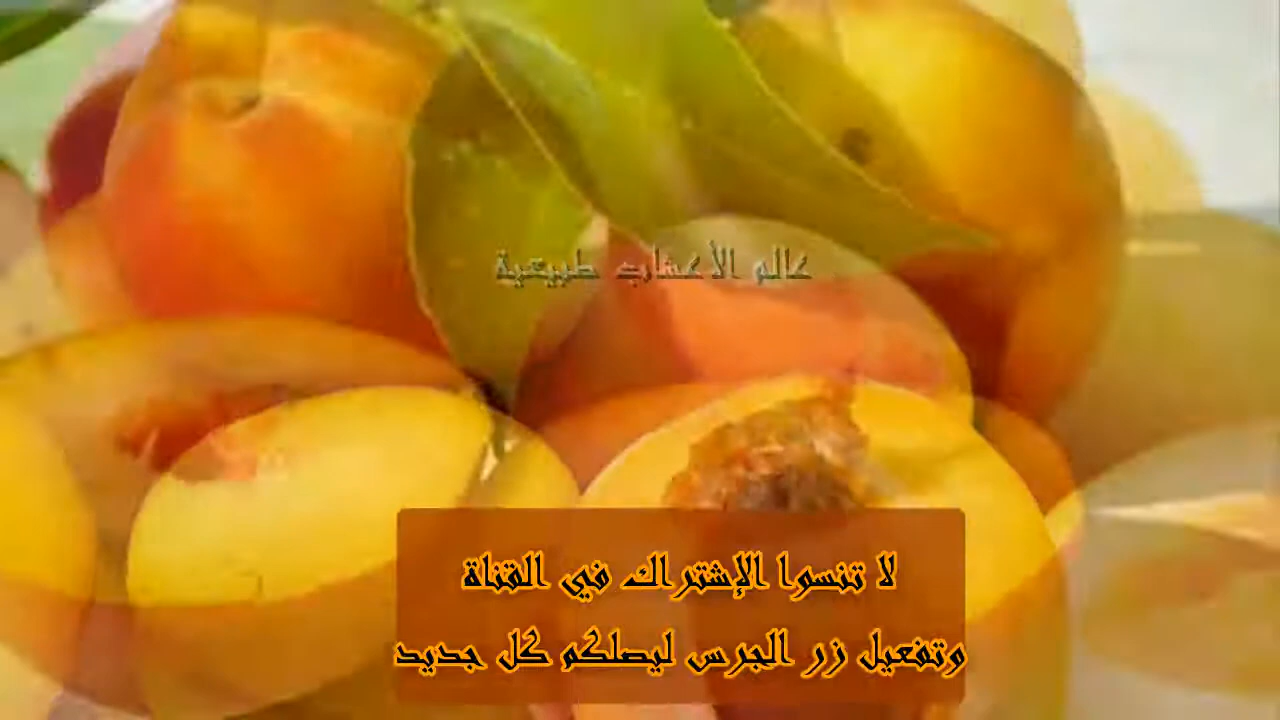 عالم الأعشاب طبيعية
لا تنسوا الإشتراك في القناة
وتفعيل زر الجرس ليصلكم كل جديد